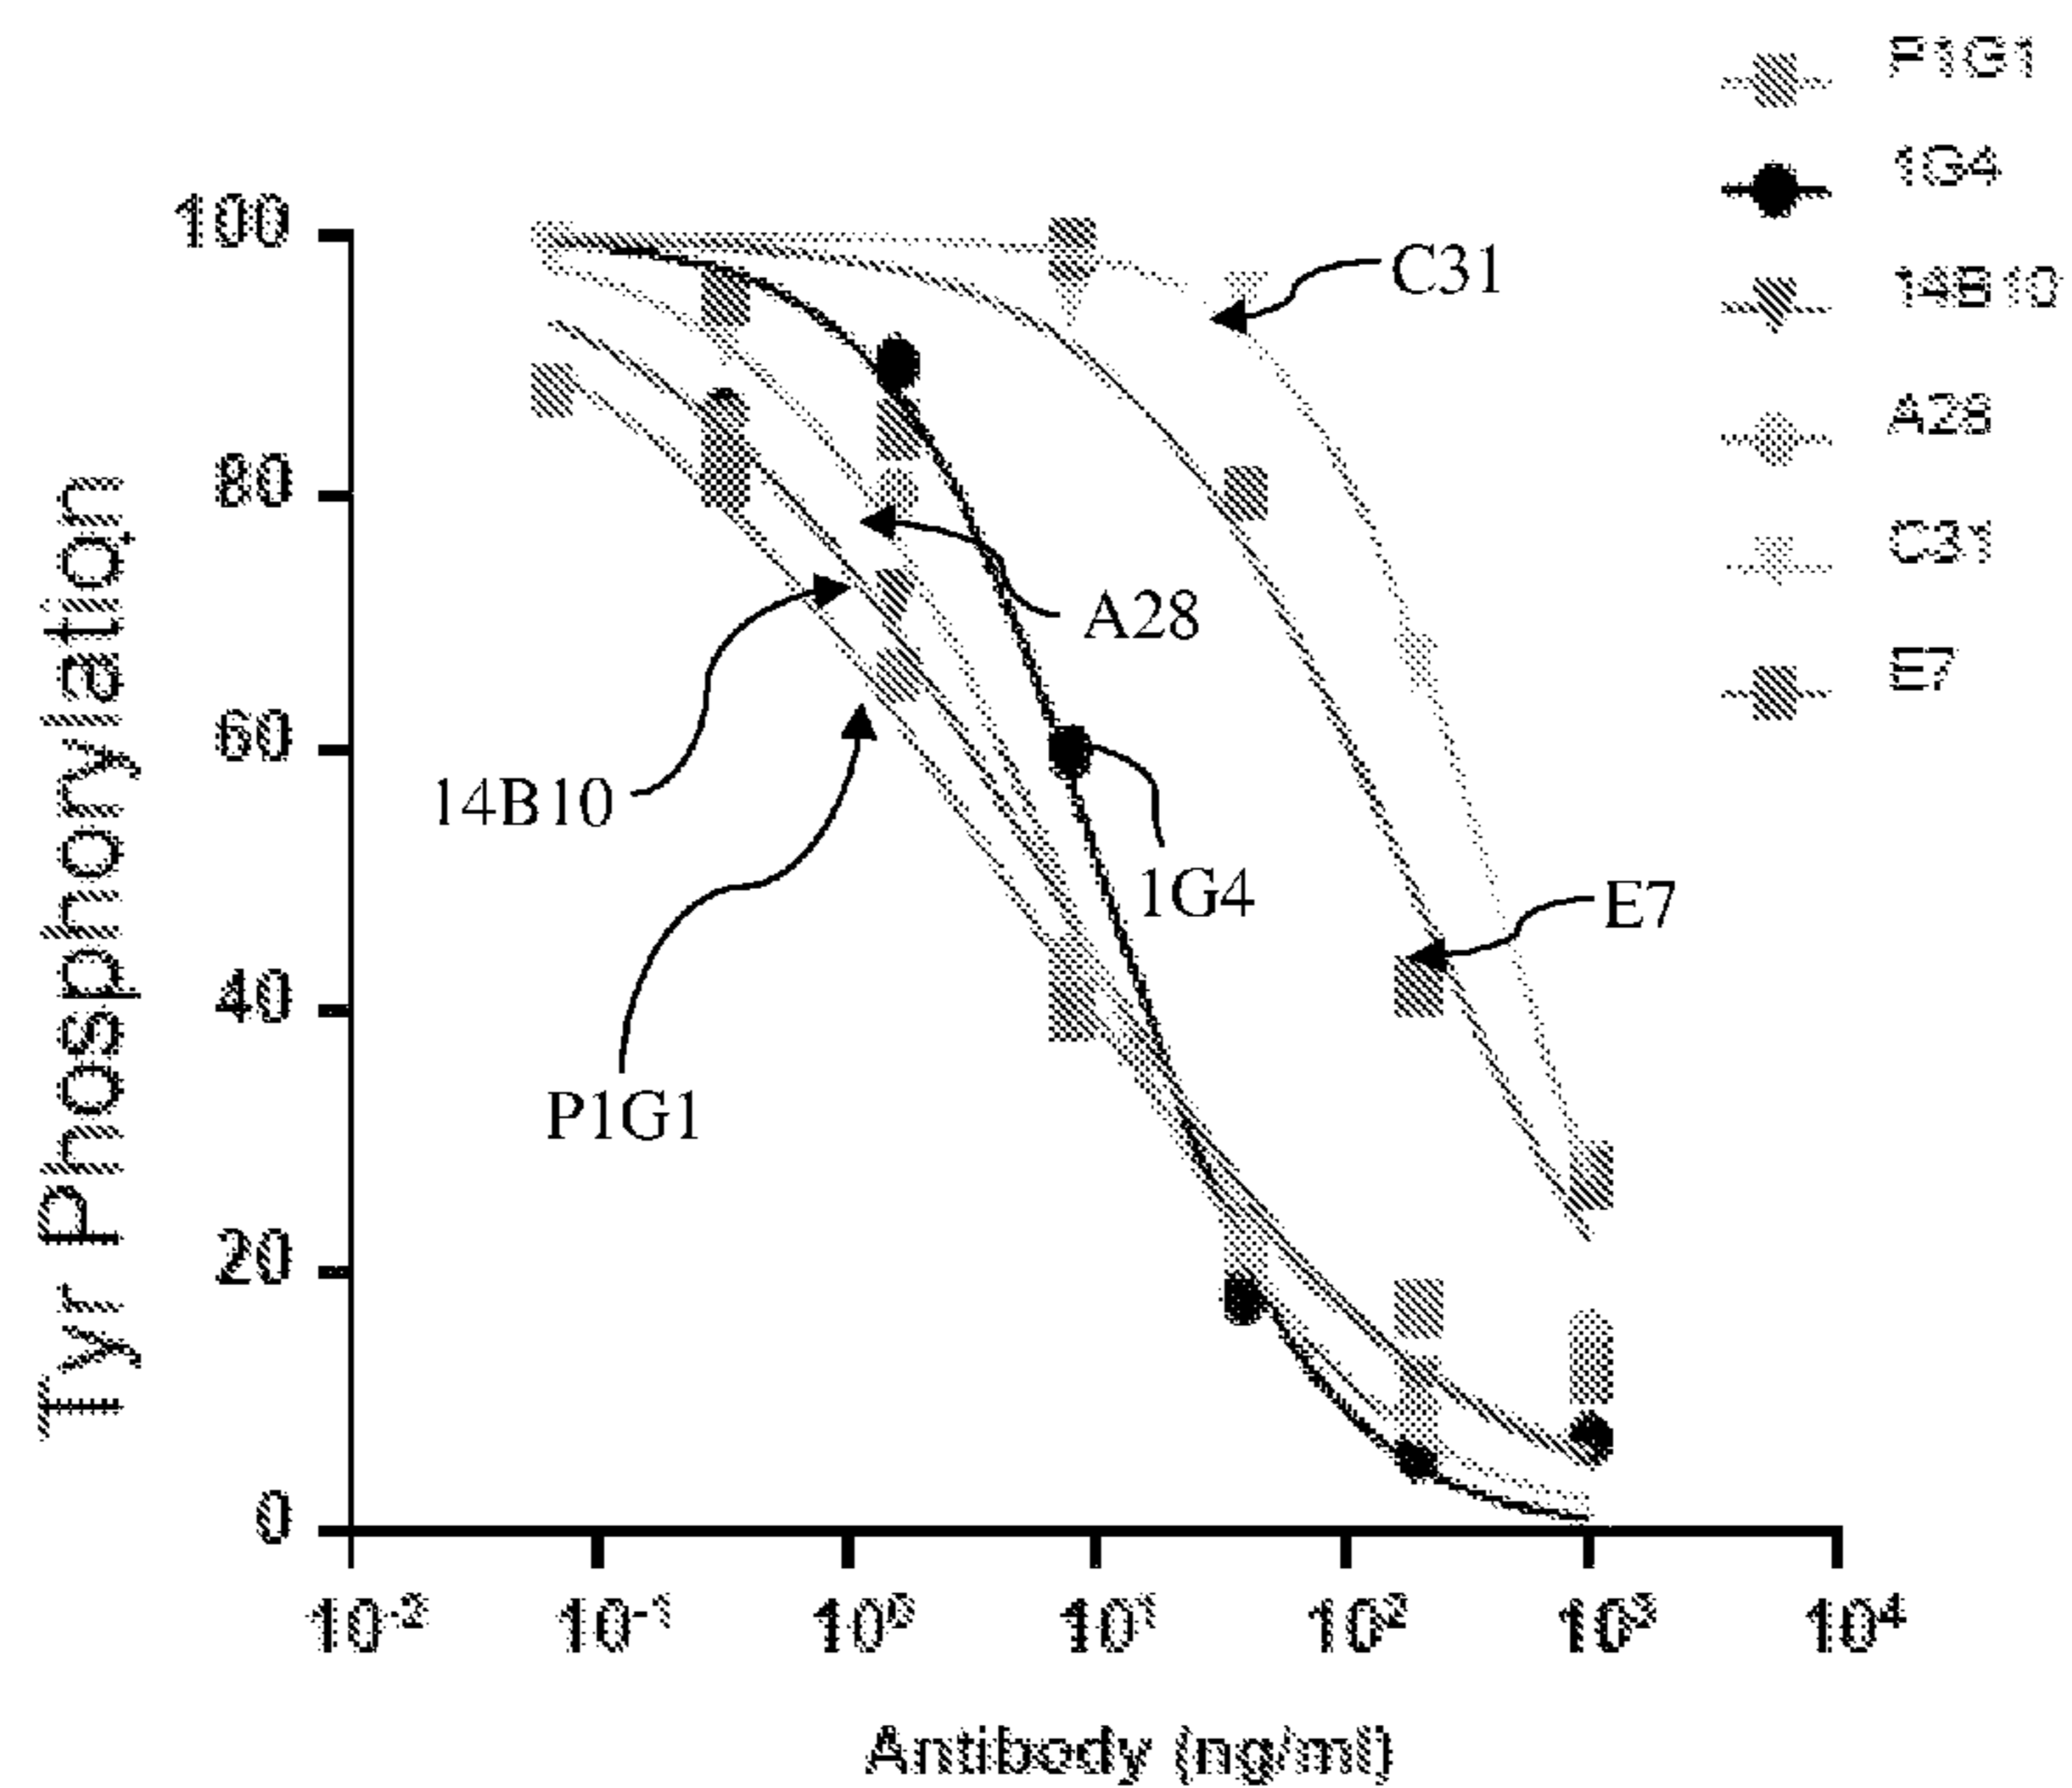 P1G1
1G4
14B10
A28
C31
E7
100
80
60
40
20
0
Tyr Phosphorylation
C31
A28
14B10
1G4
E7
P1G1
10⁻² 10⁻¹ 10⁰ 10¹ 10² 10³ 10⁴
Antibody (ng/ml)